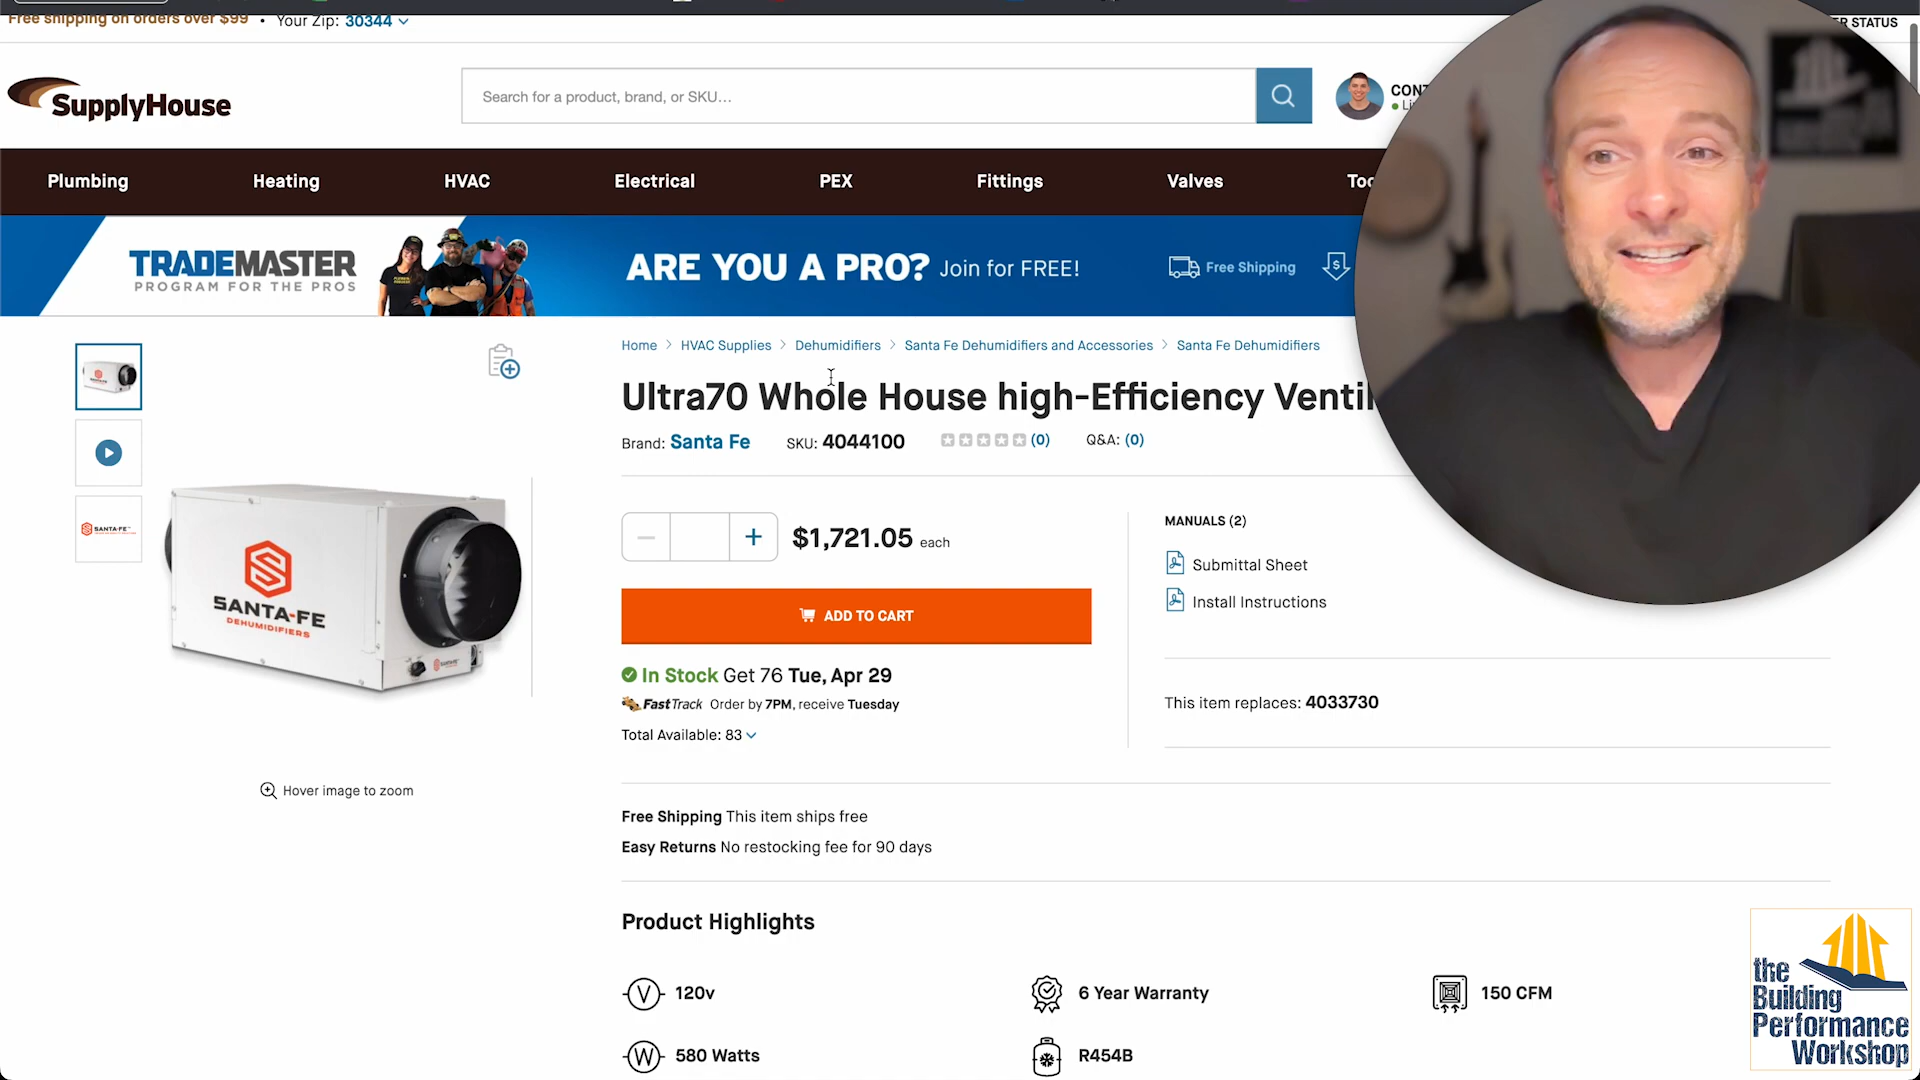 Free shipping on orders over $99 • Your Zip: 30344
R STATUS
SupplyHouse
Search for a product, brand, or SKU...
Plumbing Heating HVAC Electrical PEX Fittings Valves
TRADEMASTER
PROGRAM FOR THE PROS
ARE YOU A PRO? Join for FREE!
Free Shipping
Home > HVAC Supplies > Dehumidifiers > Santa Fe Dehumidifiers and Accessories > Santa Fe Dehumidifiers
Ultra70 Whole House high-Efficiency Ventil
Brand: Santa Fe SKU: 4044100 (0) Q&A: (0)
$1,721.05 each
ADD TO CART
In Stock Get 76 Tue, Apr 29
FastTrack Order by 7PM, receive Tuesday
Total Available: 83
MANUALS (2)
Submittal Sheet
Install Instructions
This item replaces: 4033730
SANTA-FE
DEHUMIDIFIERS
SANTA-FE
SANTA-FE
Hover image to zoom
Free Shipping This item ships free
Easy Returns No restocking fee for 90 days
Product Highlights
V 120v
6 Year Warranty
150 CFM
W 580 Watts
R454B
the
Building
Performance
Workshop